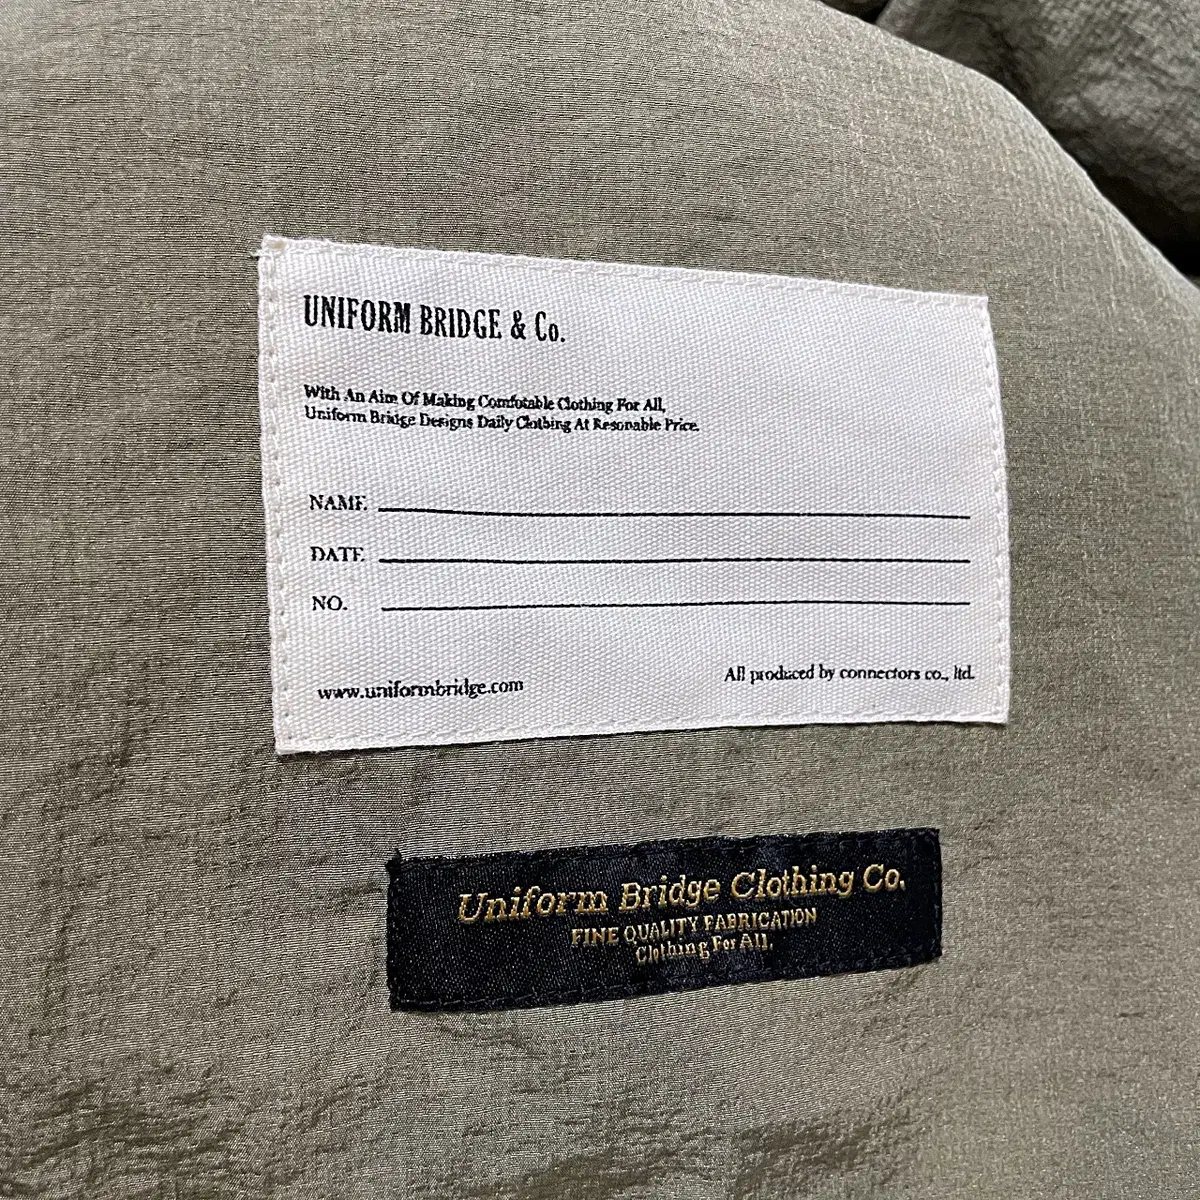 UNIFORM BRIDGE & Co.
With An Aim Of Making Comfotable Clothing For All,
Uniform Bridge Designs Daily Clothing At Resonable Price.
NAME.
DATE.
NO.
www.uniformbridge.com
All produced by connectors co., ltd.
Uniform Bridge Clothing Co.
FINE QUALITY FABRICATION
Clothing For All.